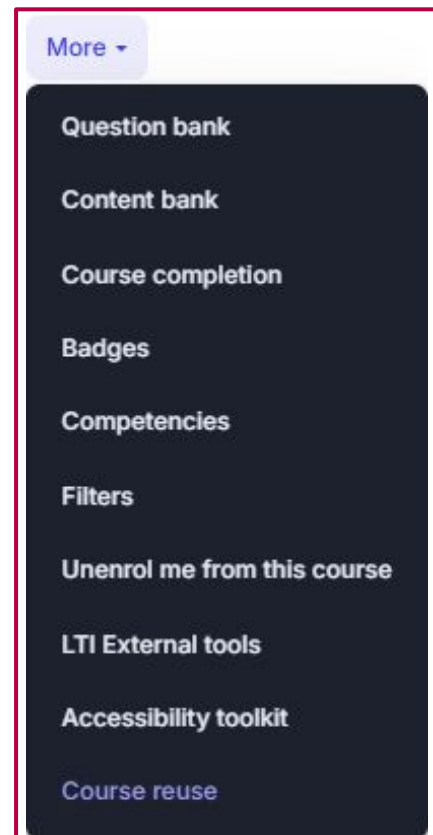 More
Question bank
Content bank
Course completion
Badges
Competencies
Filters
Unenrol me from this course
LTI External tools
Accessibility toolkit
Course reuse